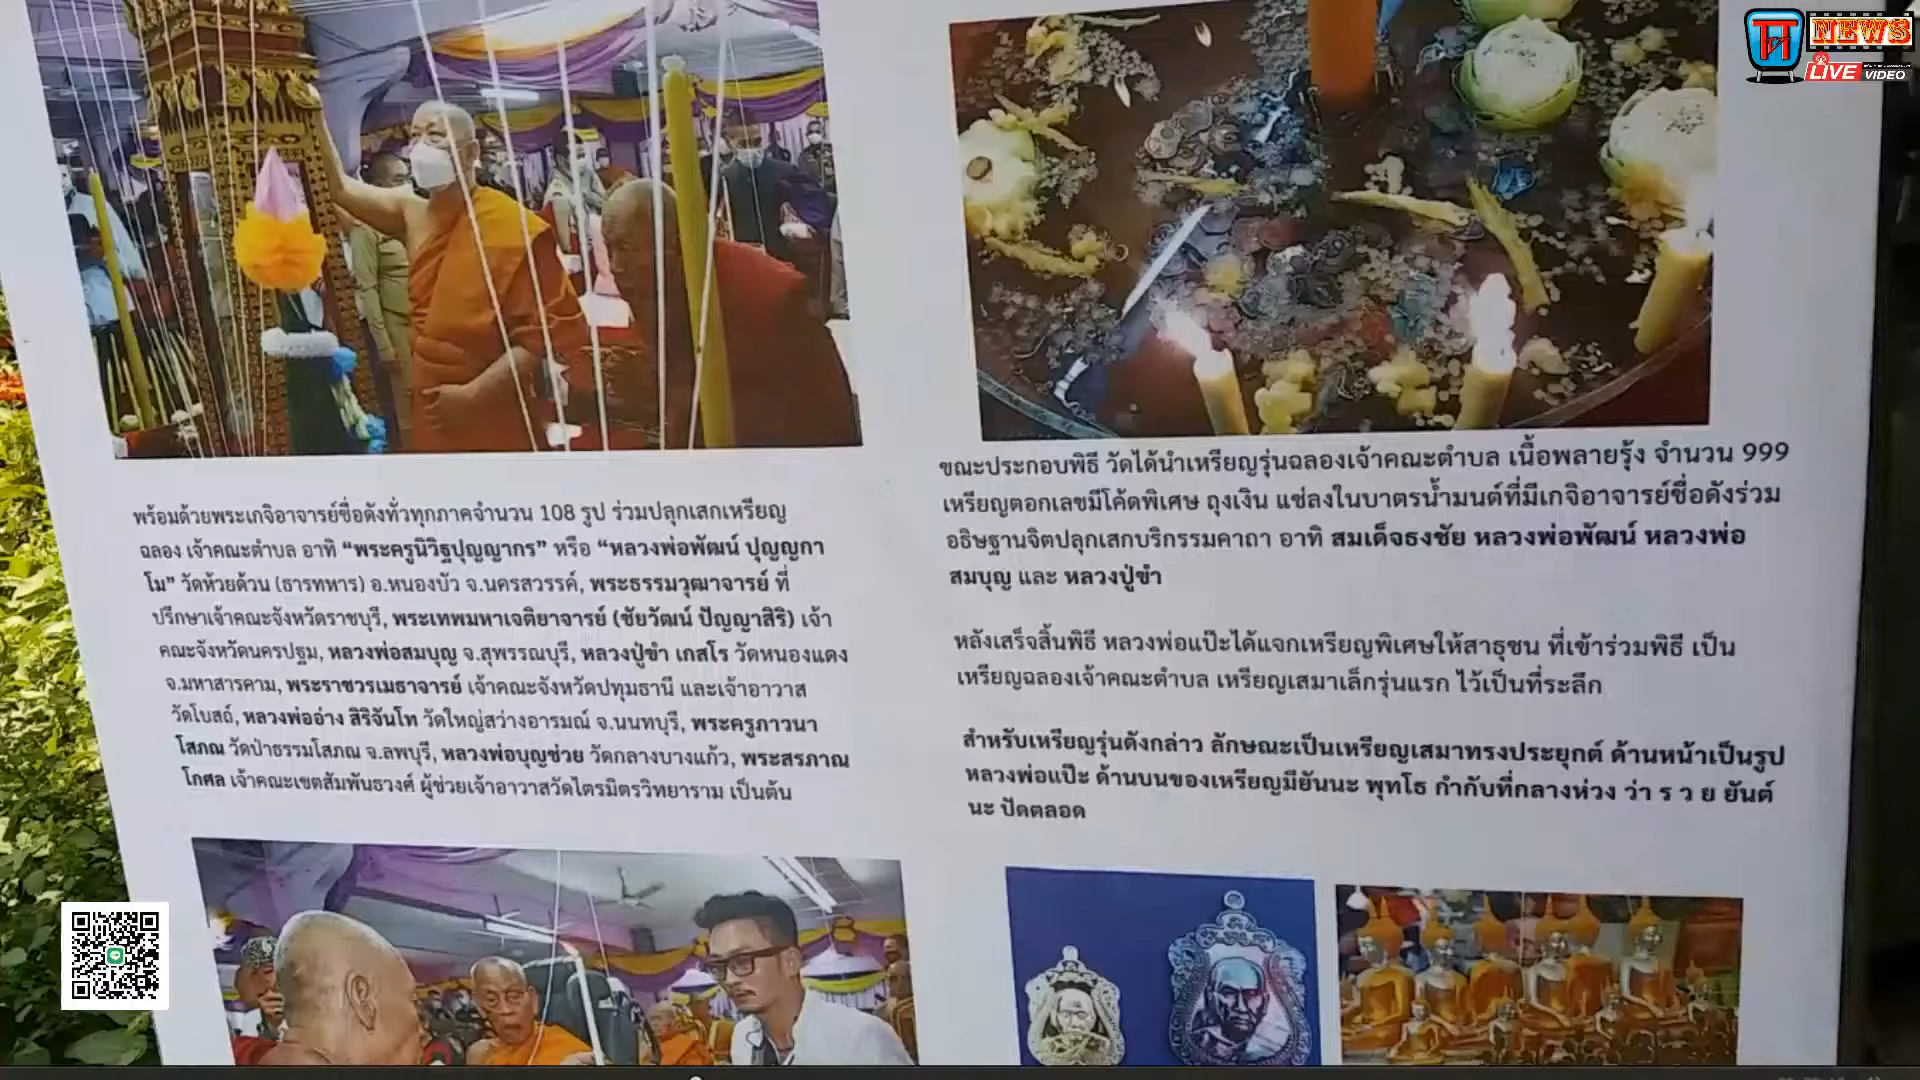 NEWS
LIVE VIDEO
พร้อมด้วยพระเกจิอาจารย์ชื่อดังทั่วทุกภาคจำนวน 108 รูป ร่วมปลุกเสกเหรียญ
ฉลอง เจ้าคณะตำบล อาทิ “พระครูนิวิฐปุญญากร” หรือ “หลวงพ่อพัฒน์ ปุญญกา
โม” วัดห้วยด้วน (ธารทหาร) อ.หนองบัว จ.นครสวรรค์, พระธรรมวุฒาจารย์ ที่
ปรึกษาเจ้าคณะจังหวัดราชบุรี, พระเทพมหาเจติยาจารย์ (ชัยวัฒน์ ปัญญาสิริ) เจ้า
คณะจังหวัดนครปฐม, หลวงพ่อสมบุญ จ.สุพรรณบุรี, หลวงปู่ขำ เกสโร วัดหนองแดง
จ.มหาสารคาม, พระราชวรเมธาจารย์ เจ้าคณะจังหวัดปทุมธานี และเจ้าอาวาส
วัดโบสถ์, หลวงพ่ออ่าง สิริจันโท วัดใหญ่สว่างอารมณ์ จ.นนทบุรี, พระครูภาวนา
โสภณ วัดป่าธรรมโสภณ จ.ลพบุรี, หลวงพ่อบุญช่วย วัดกลางบางแก้ว, พระสรภาณ
โกศล เจ้าคณะเขตสัมพันธวงศ์ ผู้ช่วยเจ้าอาวาสวัดไตรมิตรวิทยาราม เป็นต้น
ขณะประกอบพิธี วัดได้นำเหรียญรุ่นฉลองเจ้าคณะตำบล เนื้อพลายรุ้ง จำนวน 999
เหรียญตอกเลขมีโค้ดพิเศษ ถุงเงิน แช่ลงในบาตรน้ำมนต์ที่มีเกจิอาจารย์ชื่อดังร่วม
อธิษฐานจิตปลุกเสกบริกรรมคาถา อาทิ สมเด็จธงชัย หลวงพ่อพัฒน์ หลวงพ่อ
สมบุญ และ หลวงปู่ขำ
หลังเสร็จสิ้นพิธี หลวงพ่อแป๊ะได้แจกเหรียญพิเศษให้สาธุชน ที่เข้าร่วมพิธี เป็น
เหรียญฉลองเจ้าคณะตำบล เหรียญเสมาเล็กรุ่นแรก ไว้เป็นที่ระลึก
สำหรับเหรียญรุ่นดังกล่าว ลักษณะเป็นเหรียญเสมาทรงประยุกต์ ด้านหน้าเป็นรูป
หลวงพ่อแป๊ะ ด้านบนของเหรียญมียันนะ พุทโธ กำกับที่กลางห่วง ว่า ร ว ย ยันต์
นะ ปัดตลอด